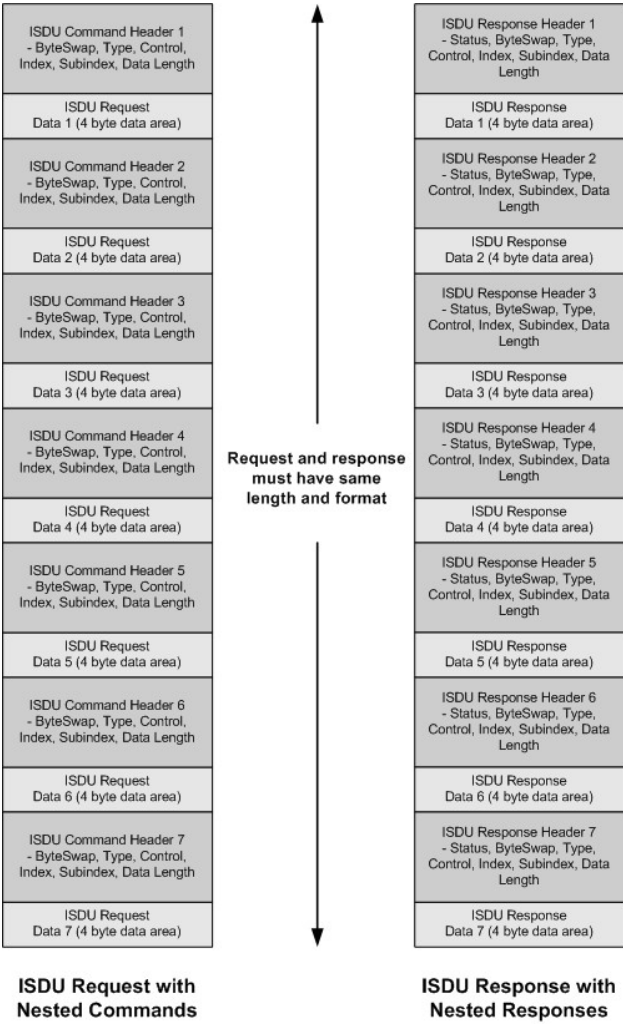 ISDU Command Header 1
- ByteSwap, Type, Control,
Index, Subindex, Data Length
ISDU Request
Data 1 (4 byte data area)
ISDU Command Header 2
- ByteSwap, Type, Control,
Index, Subindex, Data Length
ISDU Request
Data 2 (4 byte data area)
ISDU Command Header 3
- ByteSwap, Type, Control,
Index, Subindex, Data Length
ISDU Request
Data 3 (4 byte data area)
ISDU Command Header 4
- ByteSwap, Type, Control,
Index, Subindex, Data Length
ISDU Request
Data 4 (4 byte data area)
ISDU Command Header 5
- ByteSwap, Type, Control,
Index, Subindex, Data Length
ISDU Request
Data 5 (4 byte data area)
ISDU Command Header 6
- ByteSwap, Type, Control,
Index, Subindex, Data Length
ISDU Request
Data 6 (4 byte data area)
ISDU Command Header 7
- ByteSwap, Type, Control,
Index, Subindex, Data Length
ISDU Request
Data 7 (4 byte data area)
ISDU Request with
Nested Commands
Request and response
must have same
length and format
ISDU Response Header 1
- Status, ByteSwap, Type,
Control, Index, Subindex, Data
Length
ISDU Response
Data 1 (4 byte data area)
ISDU Response Header 2
- Status, ByteSwap, Type,
Control, Index, Subindex, Data
Length
ISDU Response
Data 2 (4 byte data area)
ISDU Response Header 3
- Status, ByteSwap, Type,
Control, Index, Subindex, Data
Length
ISDU Response
Data 3 (4 byte data area)
ISDU Response Header 4
- Status, ByteSwap, Type,
Control, Index, Subindex, Data
Length
ISDU Response
Data 4 (4 byte data area)
ISDU Response Header 5
- Status, ByteSwap, Type,
Control, Index, Subindex, Data
Length
ISDU Response
Data 5 (4 byte data area)
ISDU Response Header 6
- Status, ByteSwap, Type,
Control, Index, Subindex, Data
Length
ISDU Response
Data 6 (4 byte data area)
ISDU Response Header 7
- Status, ByteSwap, Type,
Control, Index, Subindex, Data
Length
ISDU Response
Data 7 (4 byte data area)
ISDU Response with
Nested Responses